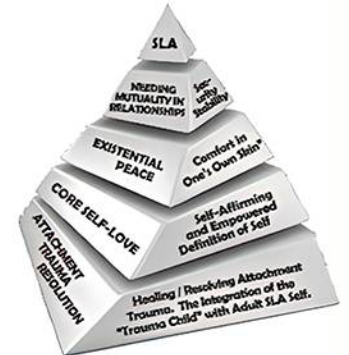 SLA
NEEDING
MUTUALITY IN
RELATIONSHIPS
Sec-
urity
Stability
EXISTENTIAL
PEACE
Comfort in
One's Own Skin"
CORE SELF-LOVE
Self-Affirming
and Empowered
Definition of Self
ATTACHMENT
TRAUMA
RESOLUTION
Healing / Resolving Attachment
Trauma. The Integration of the
"Trauma Child" with Adult SLA Self.